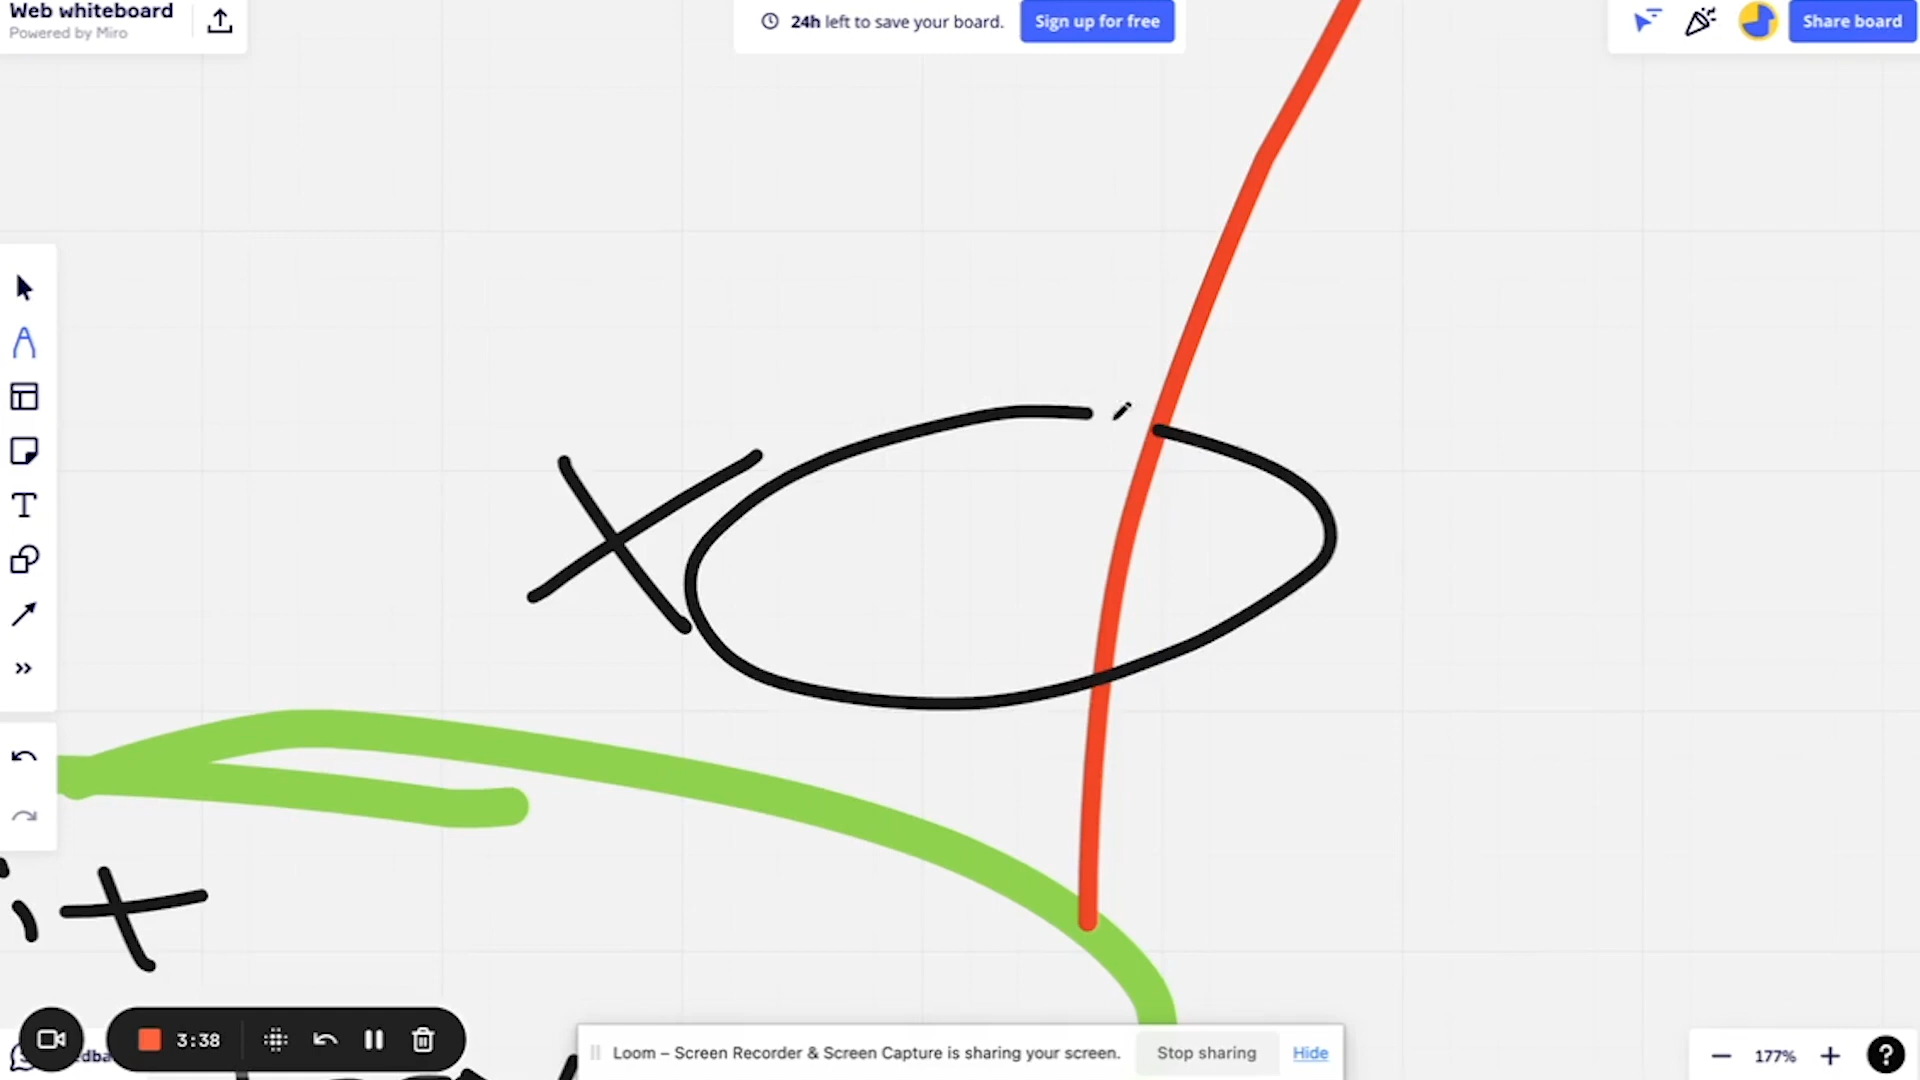 Web whiteboard
Powered by Miro
24h left to save your board.
Sign up for free
Share board
it
3:38
Loom – Screen Recorder & Screen Capture is sharing your screen.
Stop sharing
Hide
177%